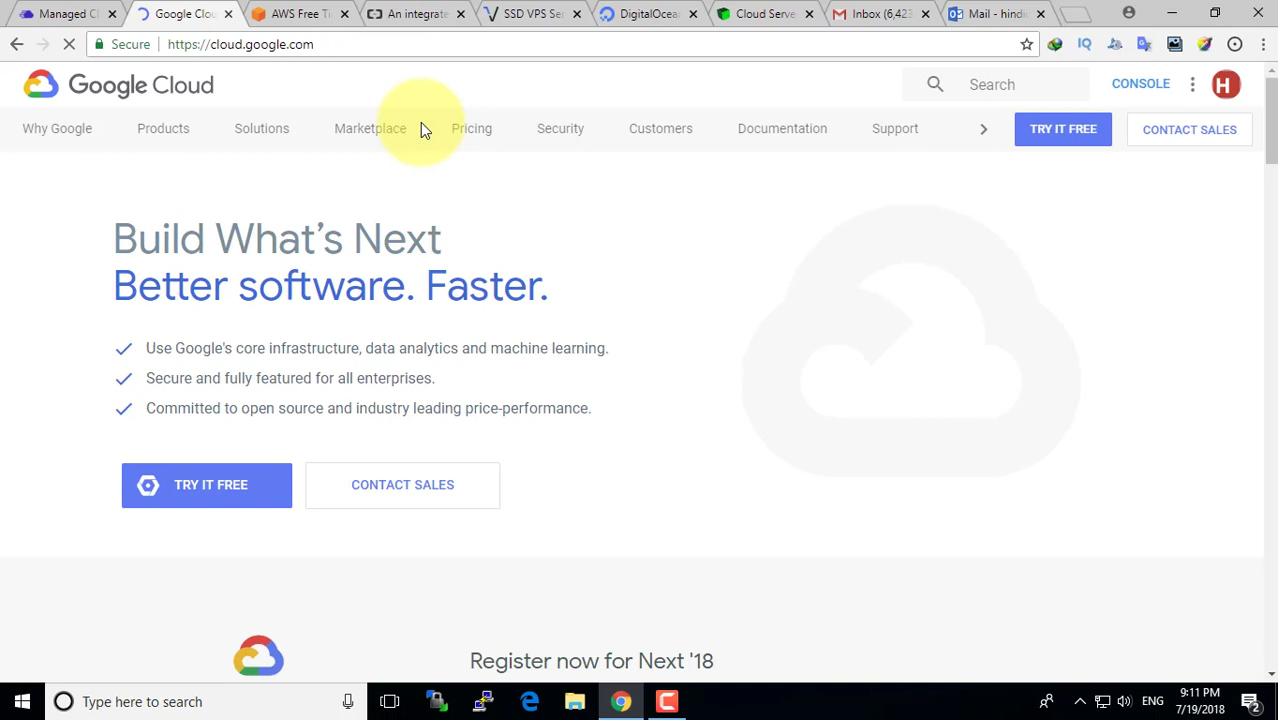 Managed Cl
Google Clou
AWS Free Ti
An integrate
SSD VPS Ser
DigitalOcean
Cloud Serve
Inbox (6,423
Mail - hindi
Secure
https://cloud.google.com
Google Cloud
Search
CONSOLE
H
Why Google
Products
Solutions
Marketplace
Pricing
Security
Customers
Documentation
Support
TRY IT FREE
CONTACT SALES
Build What's Next
Better software. Faster.
Use Google's core infrastructure, data analytics and machine learning.
Secure and fully featured for all enterprises.
Committed to open source and industry leading price-performance.
TRY IT FREE
CONTACT SALES
Register now for Next '18
Type here to search
ENG
9:11 PM
7/19/2018
2